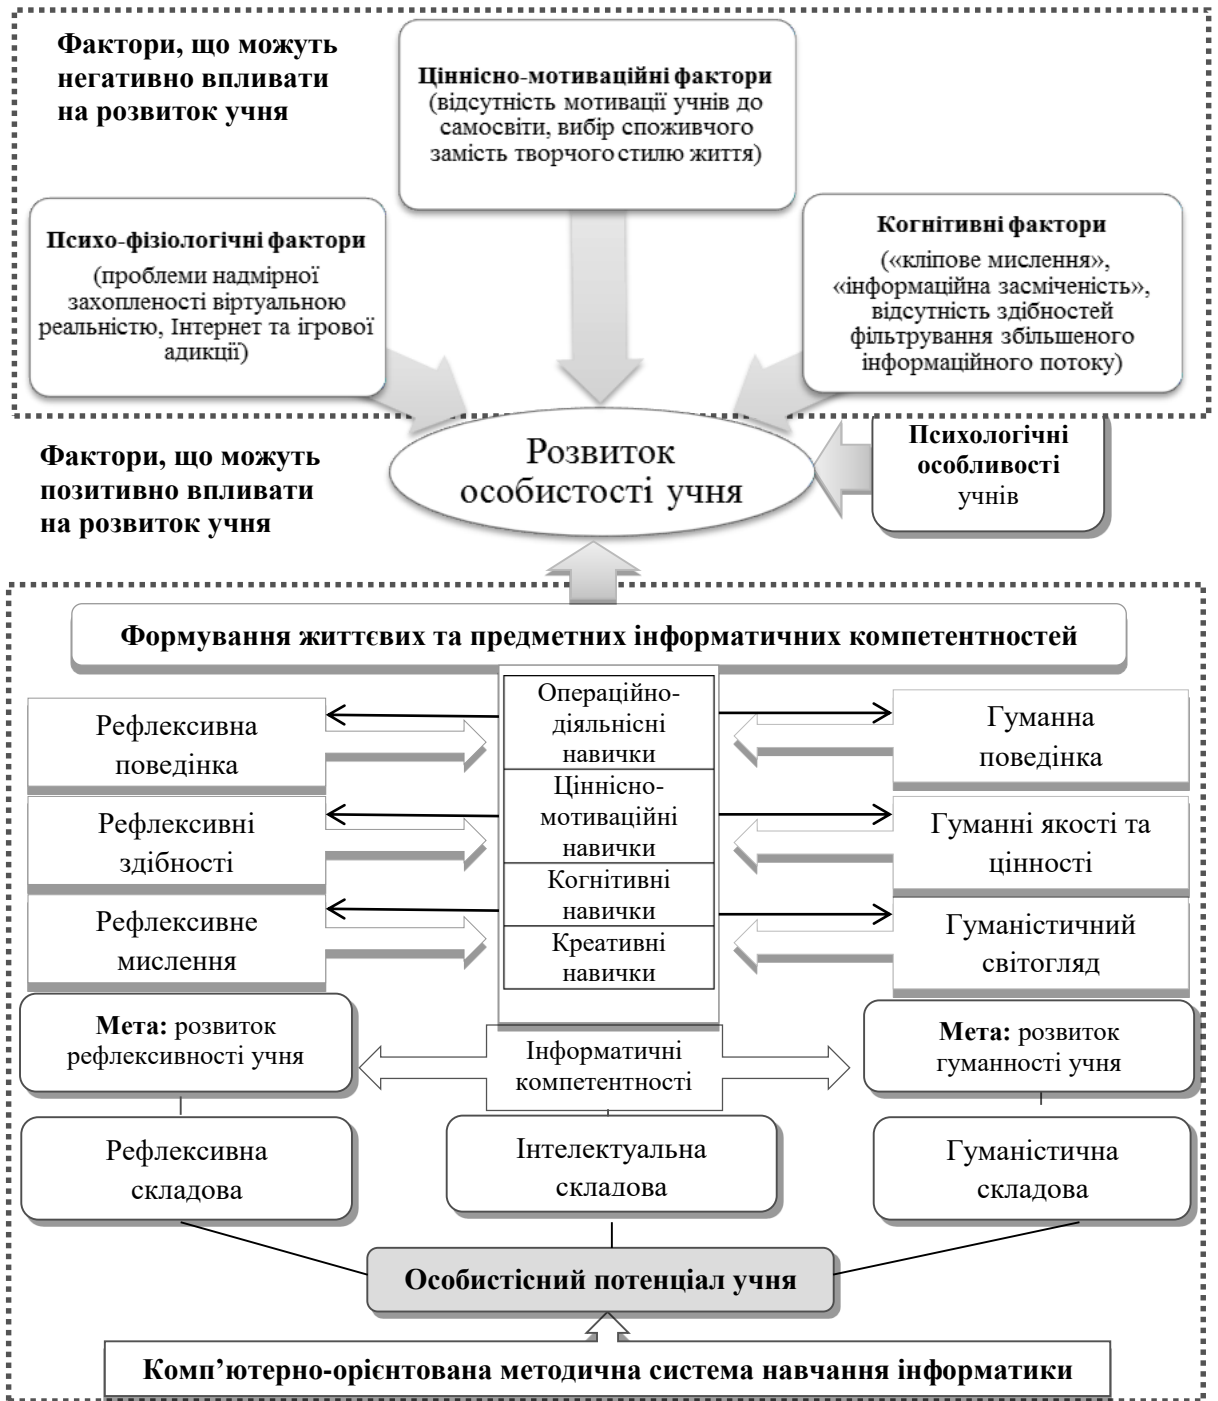 Фактори, що можуть
негативно впливати
на розвиток учня
Ціннісно-мотиваційні фактори
(відсутність мотивації учнів до
самосвіти, вибір споживчого
замість творчого стилю життя)
Психо-фізіологічні фактори
(проблеми надмірної
захопленості віртуальною
реальністю, Інтернет та ігрової
адикції)
Когнітивні фактори
(«кліпове мислення»,
«інформаційна засміченість»,
відсутність здібностей
фільтрування збільшеного
інформаційного потоку)
Фактори, що можуть
позитивно впливати
на розвиток учня
Розвиток
особистості учня
Психологічні
особливості
учнів
Формування життєвих та предметних інформатичних компетентностей
Рефлексивна
поведінка
Операційно-
діяльнісні
навички
Гуманна
поведінка
Рефлексивні
здібності
Ціннісно-
мотиваційні
навички
Гуманні якості та
цінності
Рефлексивне
мислення
Когнітивні
навички
Креативні
навички
Гуманістичний
світогляд
Мета: розвиток
рефлексивності учня
Інформатичні
компетентності
Мета: розвиток
гуманності учня
Рефлексивна
складова
Інтелектуальна
складова
Гуманістична
складова
Особистісний потенціал учня
Комп’ютерно-орієнтована методична система навчання інформатики